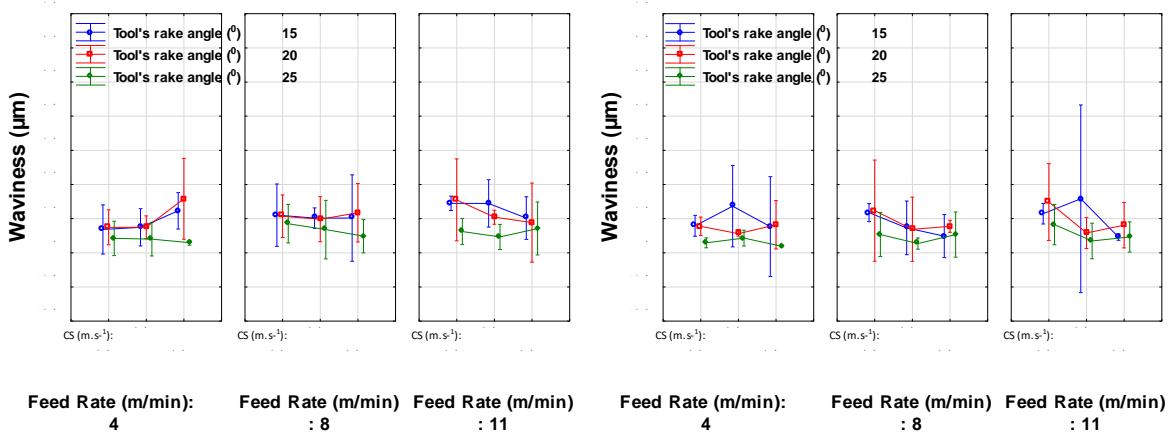 Tool's rake angle (⁰) 15
Tool's rake angle (⁰) 20
Tool's rake angle (⁰) 25
Waviness (µm)
CS (m.s-¹):
CS (m.s-¹):
CS (m.s-¹):
Feed Rate (m/min):
4
Feed Rate (m/min)
: 8
Feed Rate (m/min)
: 11
Tool's rake angle (⁰) 15
Tool's rake angle (⁰) 20
Tool's rake angle (⁰) 25
Waviness (µm)
CS (m.s-¹):
CS (m.s-¹):
CS (m.s-¹):
Feed Rate (m/min):
4
Feed Rate (m/min)
: 8
Feed Rate (m/min)
: 11